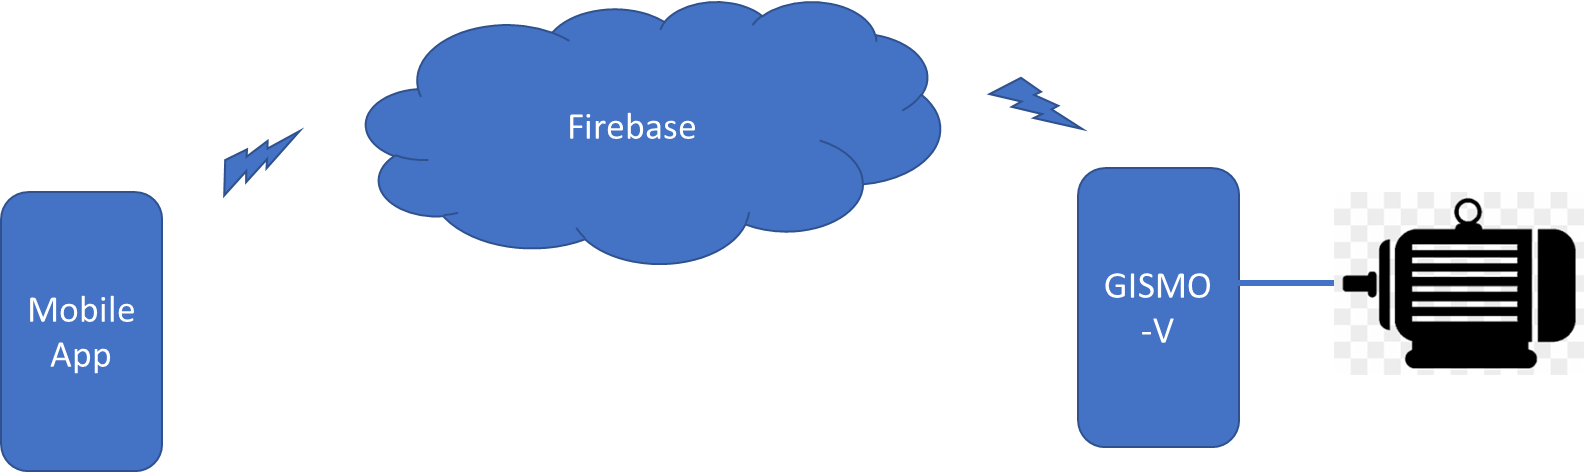 Firebase
Mobile
App
GISMO
-V